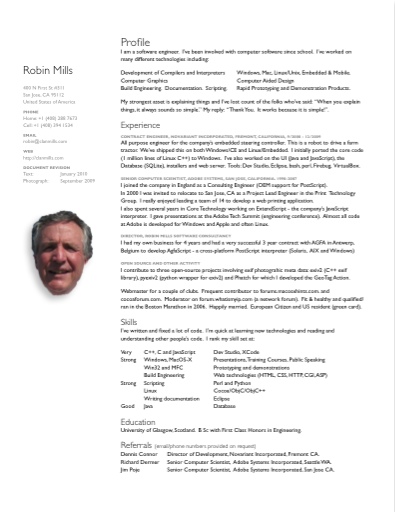 Robin Mills
San Jose, CA 95112
United States of America
PHONE
EMAIL
WEB
http://clanmills.com
DOCUMENT REVISION
Text: January 2010
Photograph: September 2009
Profile
I am a software engineer. I've been involved with computer software since school. I've worked on
many different technologies including:
Development of Compilers and Interpreters Windows, Mac, Linux/Unix, Embedded & Mobile,
Computer Graphics Computer Aided Design
Build Engineering. Documentation. Scripting. Rapid Prototyping and Demonstration Products.
My strongest asset is explaining things and I've lost count of the folks who've said: "When you explain
things, it always sounds so simple." My reply: "Thank You. It works because it is simple!".
Experience
CONTRACT ENGINEER, NOVARIANT INCORPORATED, FREMONT, CALIFORNIA, 9/2008 - 12/2009
All purpose engineer for the company's embedded steering controller. This is a robot to drive a farm
tractor. We've shipped this on both Windows/CE and Linux/Embedded. I initially ported the core code
(1 million lines of Linux C++) to Windows. I've also worked on the UI (Java and JavaScript), the
Database (SQLite), installers and web server. Tools: Dev Studio, Eclipse, bash, perl, Firebug, VirtualBox.
SENIOR COMPUTER SCIENTIST, ADOBE SYSTEMS, SAN JOSE, CALIFORNIA, 1998-2007
I joined the company in England as a Consulting Engineer (OEM support for PostScript).
In 2000 I was invited to relocate to San Jose, CA as a Project Lead Engineer in the Print Technology
Group. I really enjoyed leading a team of 14 to develop a web-printing application.
I also spent several years in Core Technology working on ExtendScript - the company's JavaScript
interpreter. I gave presentations at the Adobe Tech Summit (engineering conference). Almost all code
at Adobe is developed for Windows and Apple and often Linux.
DIRECTOR, ROBIN MILLS SOFTWARE CONSULTANCY
I had my own business for 4 years and had a very successful 3 year contract with AGFA in Antwerp,
Belgium to develop AgfaScript - a cross-platform PostScript interpreter (Solaris, AIX and Windows)
OPEN SOURCE AND OTHER ACTIVITY
I contribute to three open-source projects involving self photographic meta data exiv2 (C++ self
library), pyexiv2 (python wrapper for exiv2) and Phatch for which I developed the Geo Tag Action.
Webmaster for a couple of clubs. Frequent contributor to forums.macosxhints.com and
cocoaforum.com. Moderator on forum.whatsmyip.com (a network forum). Fit & healthy and qualified/
ran in the Boston Marathon in 2006. Happily married. European Citizen and US resident (green card).
Skills
I've written and fixed a lot of code. I'm quick at learning new technologies and reading and
understanding other people's code. I rank my skill set at:
Very C++, C and JavaScript Dev Studio, XCode
Strong Windows, MacOS-X Presentations, Training Courses, Public Speaking
Win32 and MFC Prototyping and demonstrations
Build Engineering Web technologies (HTML, CSS, HTTP, CGI, ASP)
Strong Scripting Perl and Python
Linux Cocoa/ObjC/ObjC++
Writing documentation Eclipse
Good Java Database
Education
University of Glasgow, Scotland. B Sc with First Class Honors in Engineering.
Referrals (email/phone numbers provided on request)
Dennis Connor Director of Development, Novariant Incorporated, Fremont CA.
Richard Dermer Senior Computer Scientist, Adobe Systems Incorporated, Seattle WA.
Jim Pojs Senior Computer Scientist, Adobe Systems Incorporated, San Jose CA.